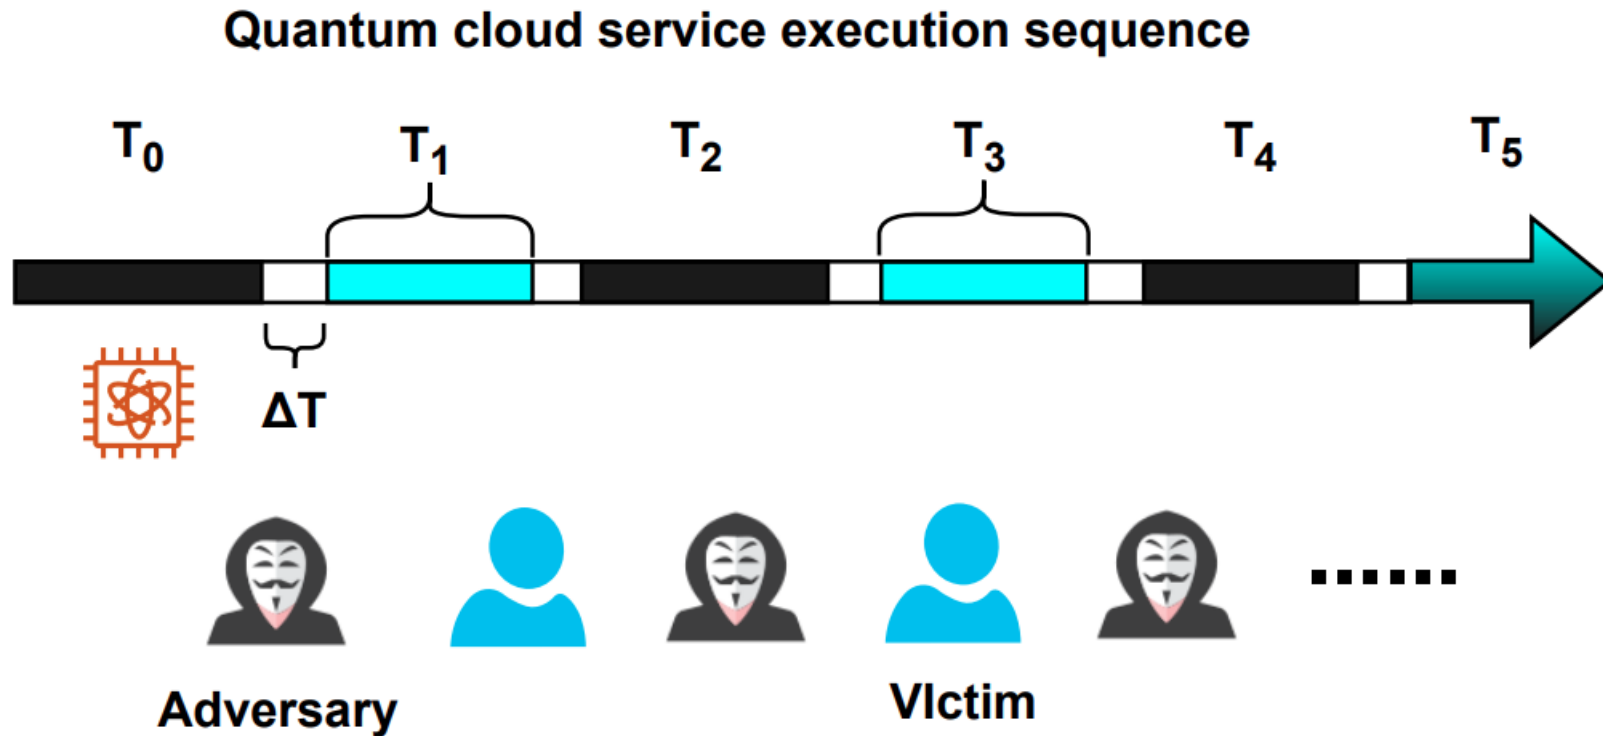 Quantum cloud service execution sequence
T0 T1 T2 T3 T4 T5
ΔT
Adversary VIctim